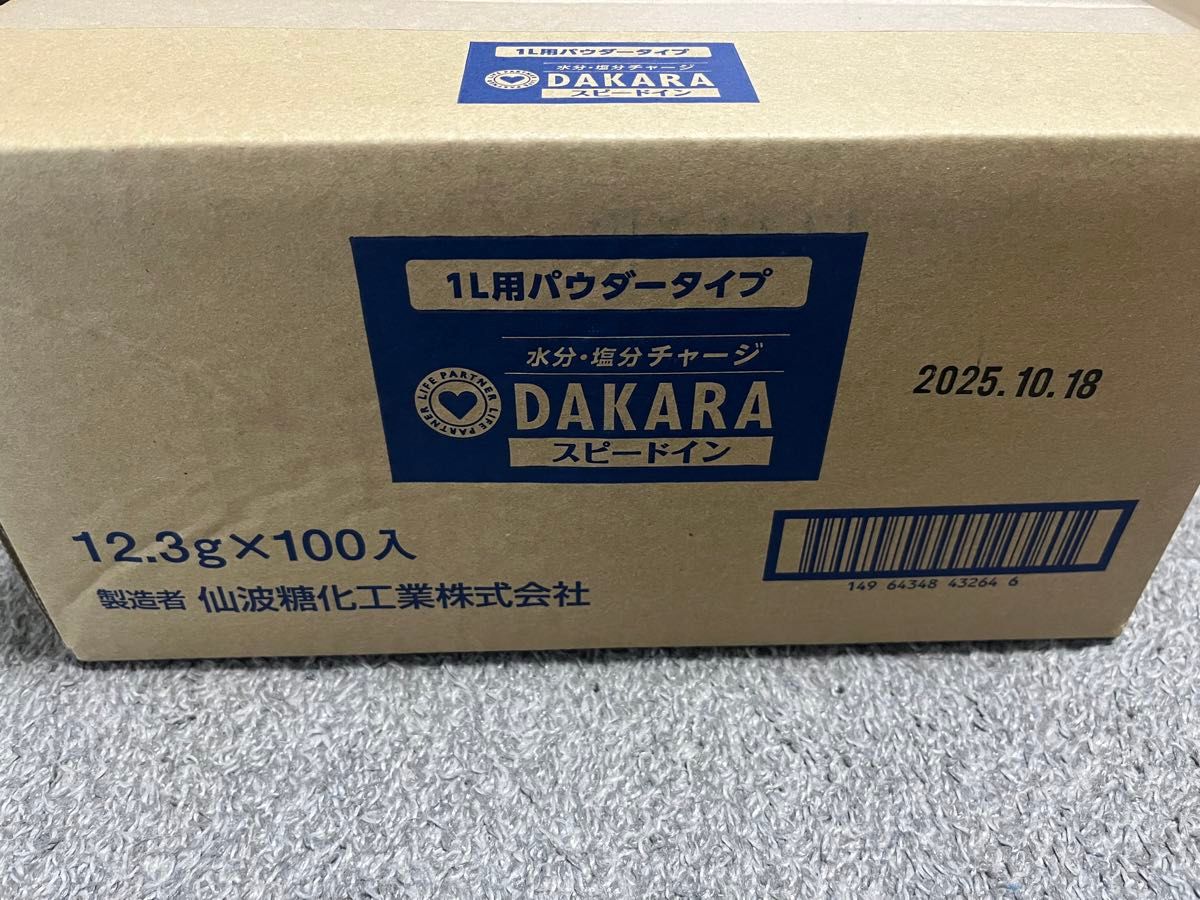 1L用パウダータイプ
水分・塩分チャージ
LIFE PARTNER
DAKARA
スピードイン
1L用パウダータイプ
水分・塩分チャージ
LIFE PARTNER LIFE PARTNER
DAKARA
スピードイン
2025.10.18
12.3g×100入
製造者 仙波糖化工業株式会社
149 64348 43264 6